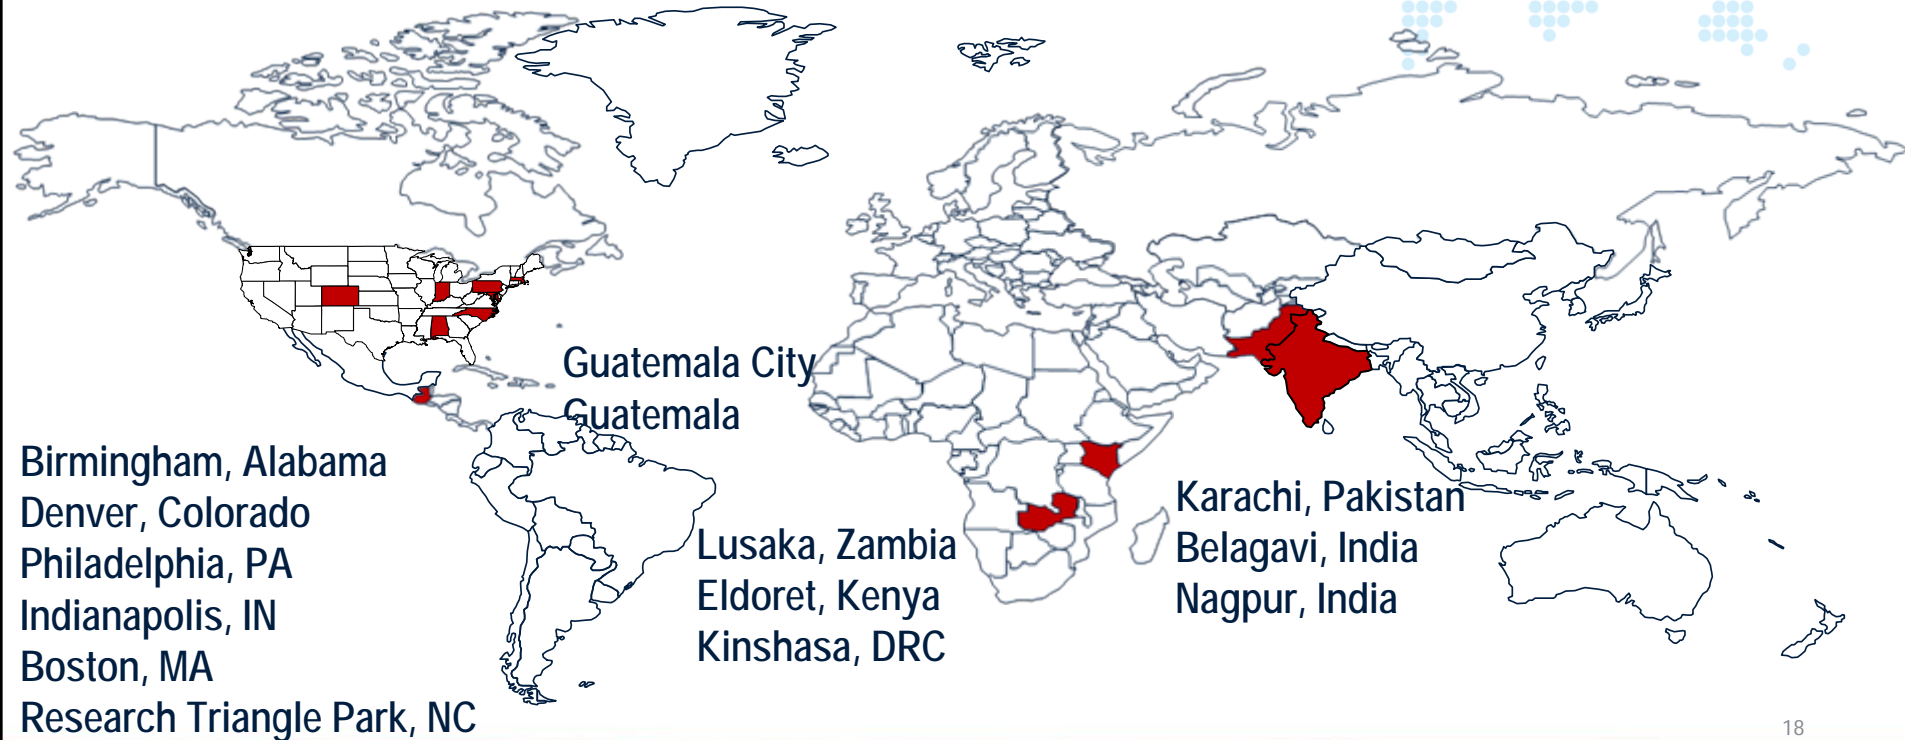 Guatemala City
Guatemala
Birmingham, Alabama
Denver, Colorado
Philadelphia, PA
Indianapolis, IN
Boston, MA
Research Triangle Park, NC
Lusaka, Zambia
Eldoret, Kenya
Kinshasa, DRC
Karachi, Pakistan
Belagavi, India
Nagpur, India
18